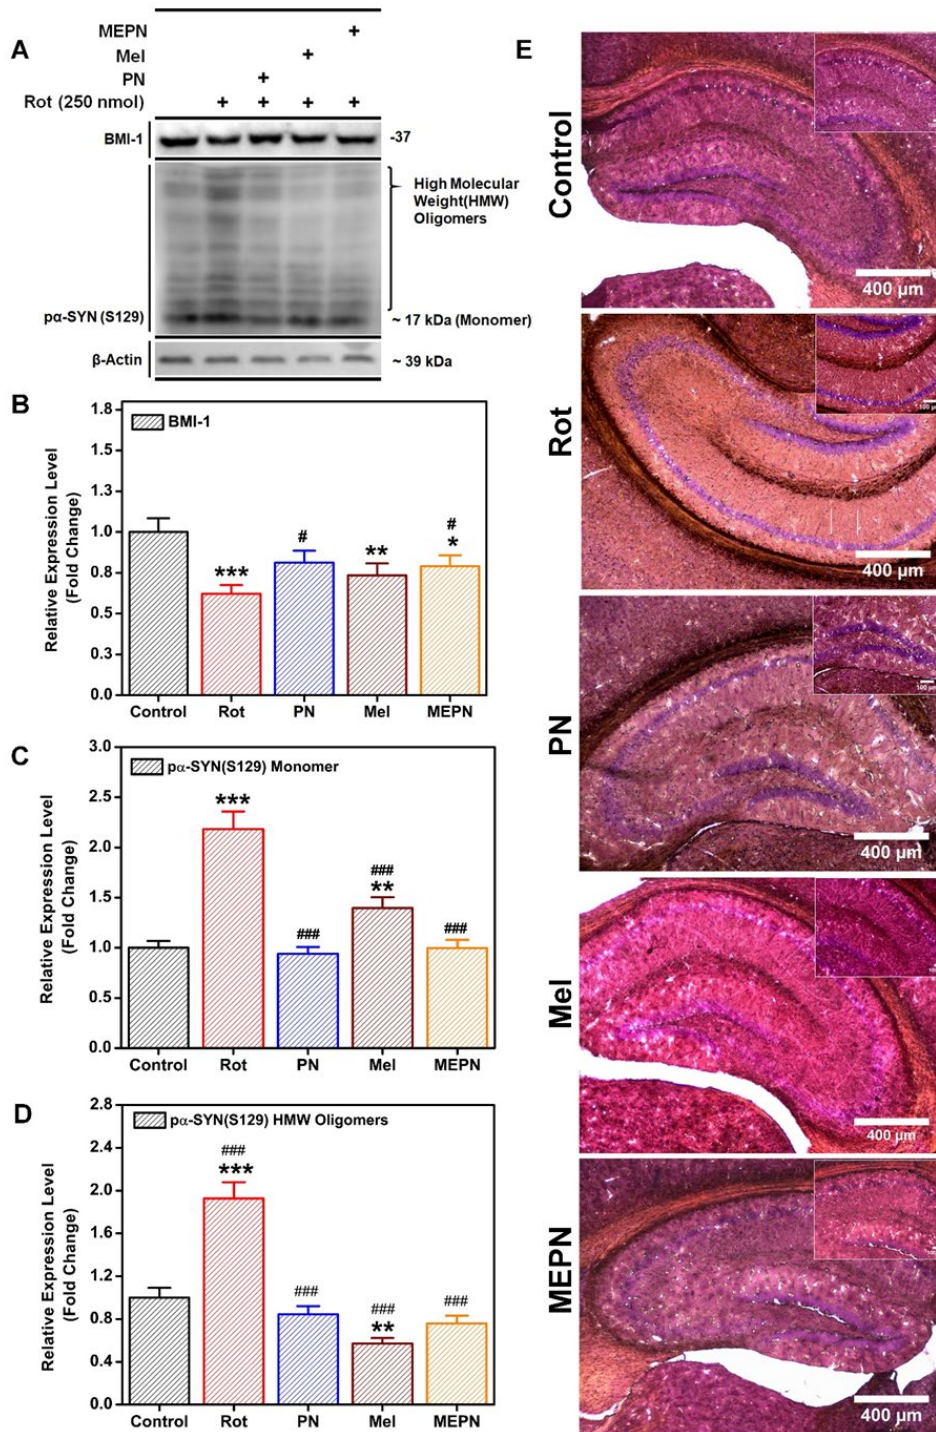 A
MEPN +
Mel +
PN +
Rot (250 nmol) + + + +
BMI-1
-37
High Molecular
Weight(HMW)
Oligomers
pα-SYN (S129)
~ 17 kDa (Monomer)
β-Actin
~ 39 kDa
B
BMI-1
Relative Expression Level
(Fold Change)
1.8
1.5
1.3
1.0
0.8
0.5
0.3
0.0
***
#
**
#
*
Control Rot PN Mel MEPN
C
pα-SYN(S129) Monomer
Relative Expression Level
(Fold Change)
3.0
2.5
2.0
1.5
1.0
0.5
0.0
***
###
###
**
###
Control Rot PN Mel MEPN
D
pα-SYN(S129) HMW Oligomers
Relative Expression Level
(Fold Change)
2.8
2.4
2.0
1.6
1.2
0.8
0.4
0.0
###
***
###
###
**
###
Control Rot PN Mel MEPN
E
Control
400 µm
Rot
400 µm
PN
100 µm
400 µm
Mel
400 µm
MEPN
400 µm